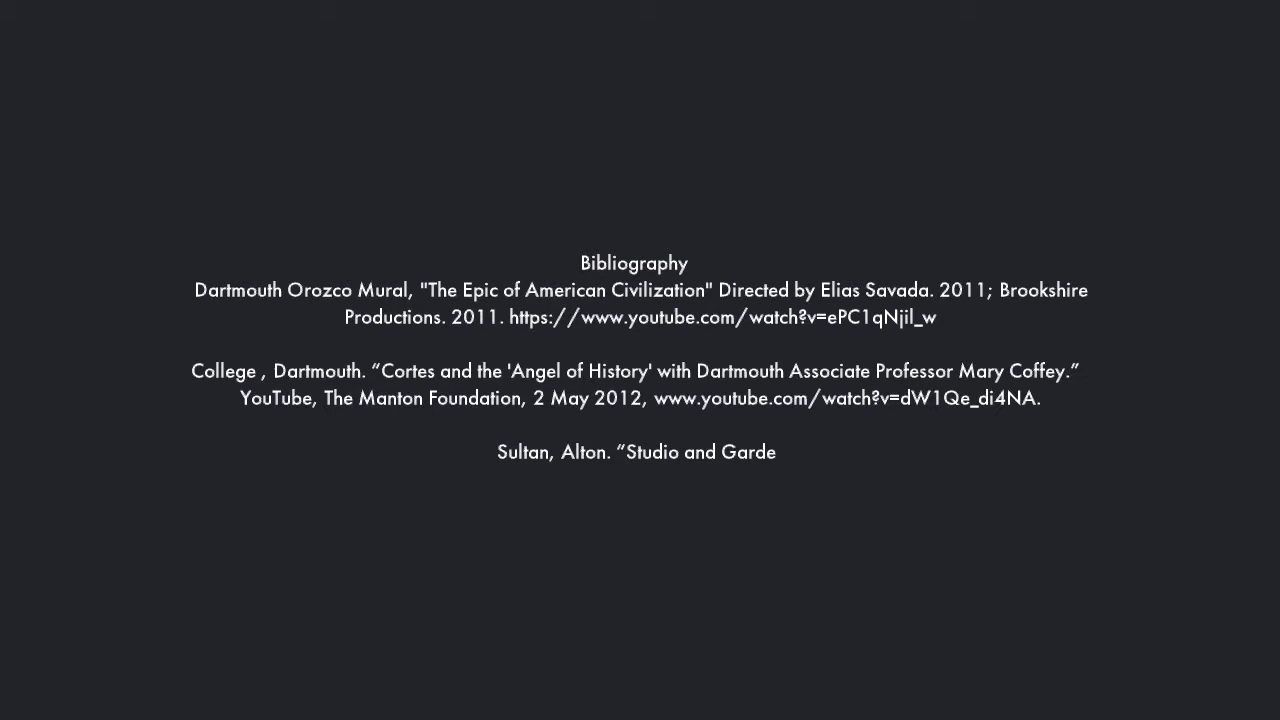 Bibliography
Dartmouth Orozco Mural, "The Epic of American Civilization" Directed by Elias Savada. 2011; Brookshire
Productions. 2011. https://www.youtube.com/watch?v=ePC1qNjil_w
College , Dartmouth. “Cortes and the 'Angel of History' with Dartmouth Associate Professor Mary Coffey.”
YouTube, The Manton Foundation, 2 May 2012, www.youtube.com/watch?v=dW1Qe_di4NA.
Sultan, Alton. “Studio and Garde